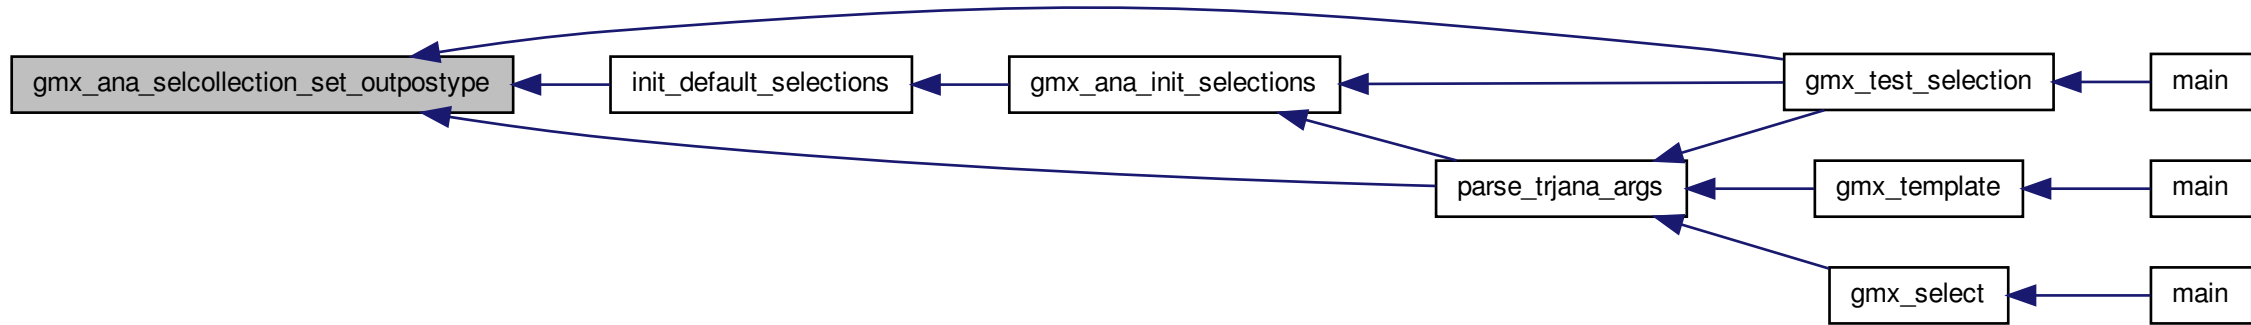 gmx_ana_selcollection_set_outpostype
init_default_selections
gmx_ana_init_selections
gmx_test_selection
main
parse_trjana_args
gmx_template
main
gmx_select
main